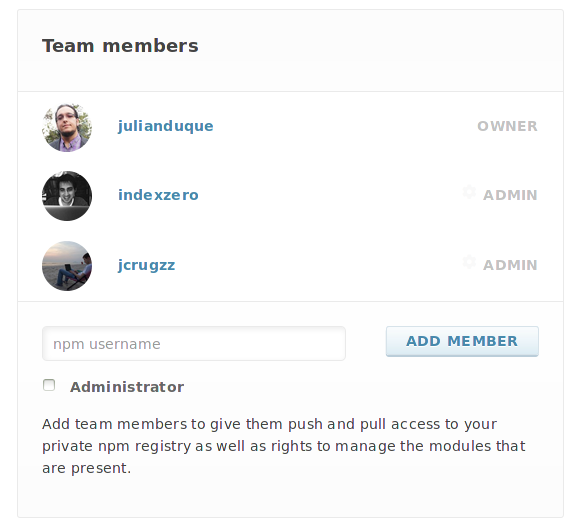 Team members
julianduque OWNER
indexzero ADMIN
jcrugzz ADMIN
npm username ADD MEMBER
Administrator
Add team members to give them push and pull access to your
private npm registry as well as rights to manage the modules that
are present.